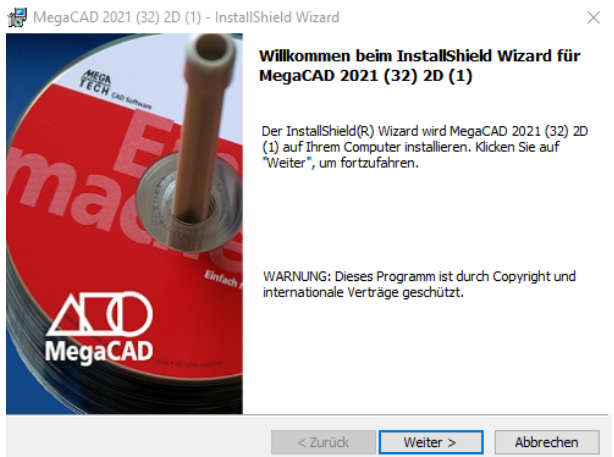 MegaCAD 2021 (32) 2D (1) - InstallShield Wizard
MEGA
TECH CAD Software
Willkommen beim InstallShield Wizard für
MegaCAD 2021 (32) 2D (1)
Der InstallShield(R) Wizard wird MegaCAD 2021 (32) 2D
(1) auf Ihrem Computer installieren. Klicken Sie auf
"Weiter", um fortzufahren.
WARNUNG: Dieses Programm ist durch Copyright und
internationale Verträge geschützt.
Einfach
MegaCAD
< Zurück
Weiter >
Abbrechen